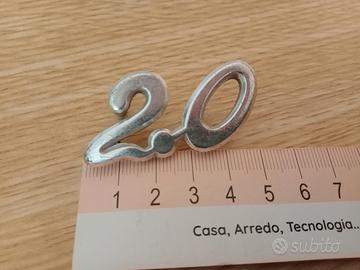 2.0
1 2 3 4 5 6 7
Casa, Arredo, Tecnologia...
subito